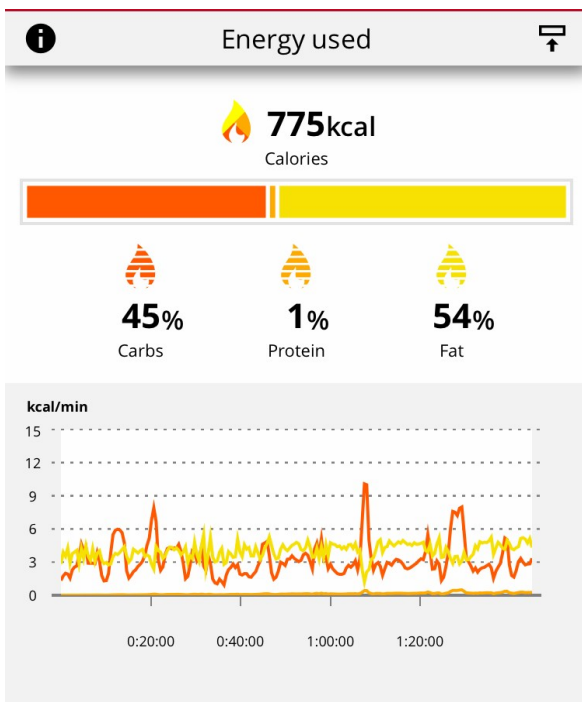 Energy used
775kcal
Calories
45% 1% 54%
Carbs Protein Fat
kcal/min
15
12
9
6
3
0
0:20:00 0:40:00 1:00:00 1:20:00